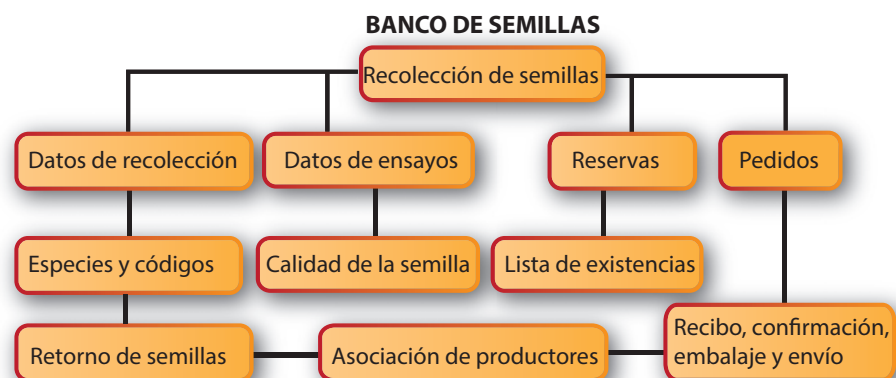 BANCO DE SEMILLAS
Recolección de semillas
Datos de recolección
Datos de ensayos
Reservas
Pedidos
Especies y códigos
Calidad de la semilla
Lista de existencias
Retorno de semillas
Asociación de productores
Recibo, confirmación,
embalaje y envío